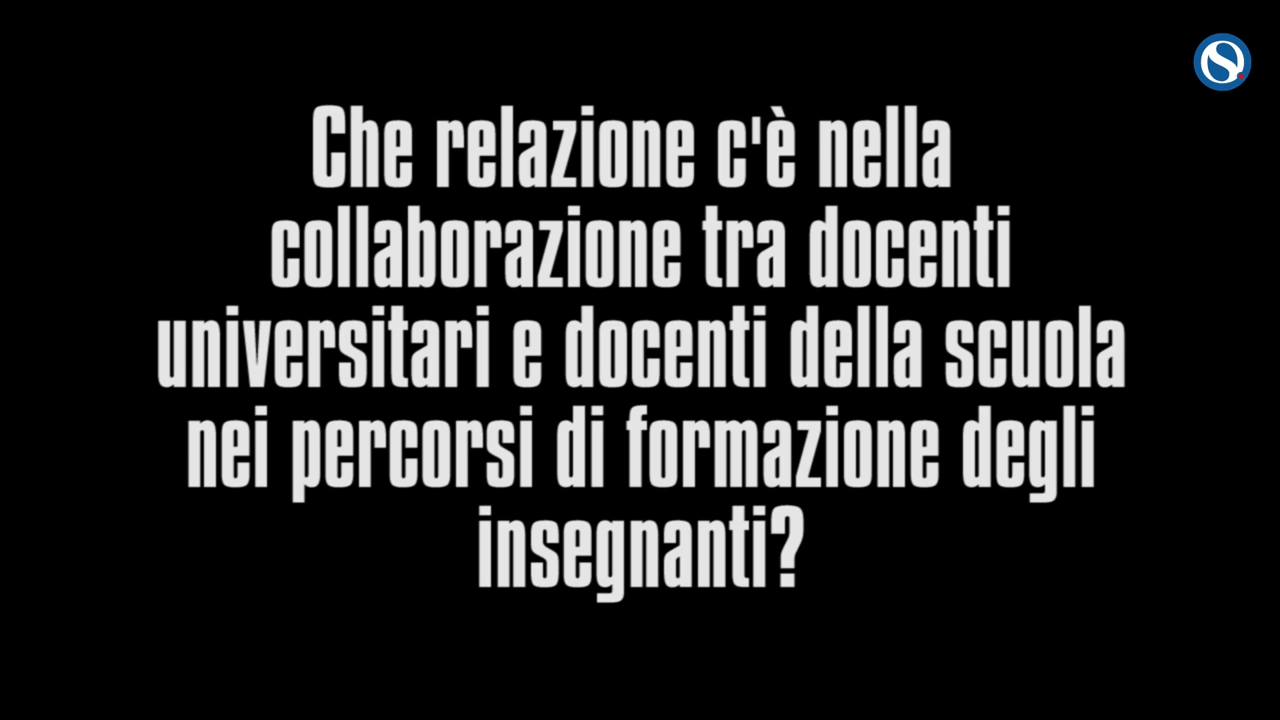 Che relazione c'è nella
collaborazione tra docenti
universitari e docenti della scuola
nei percorsi di formazione degli
insegnanti?